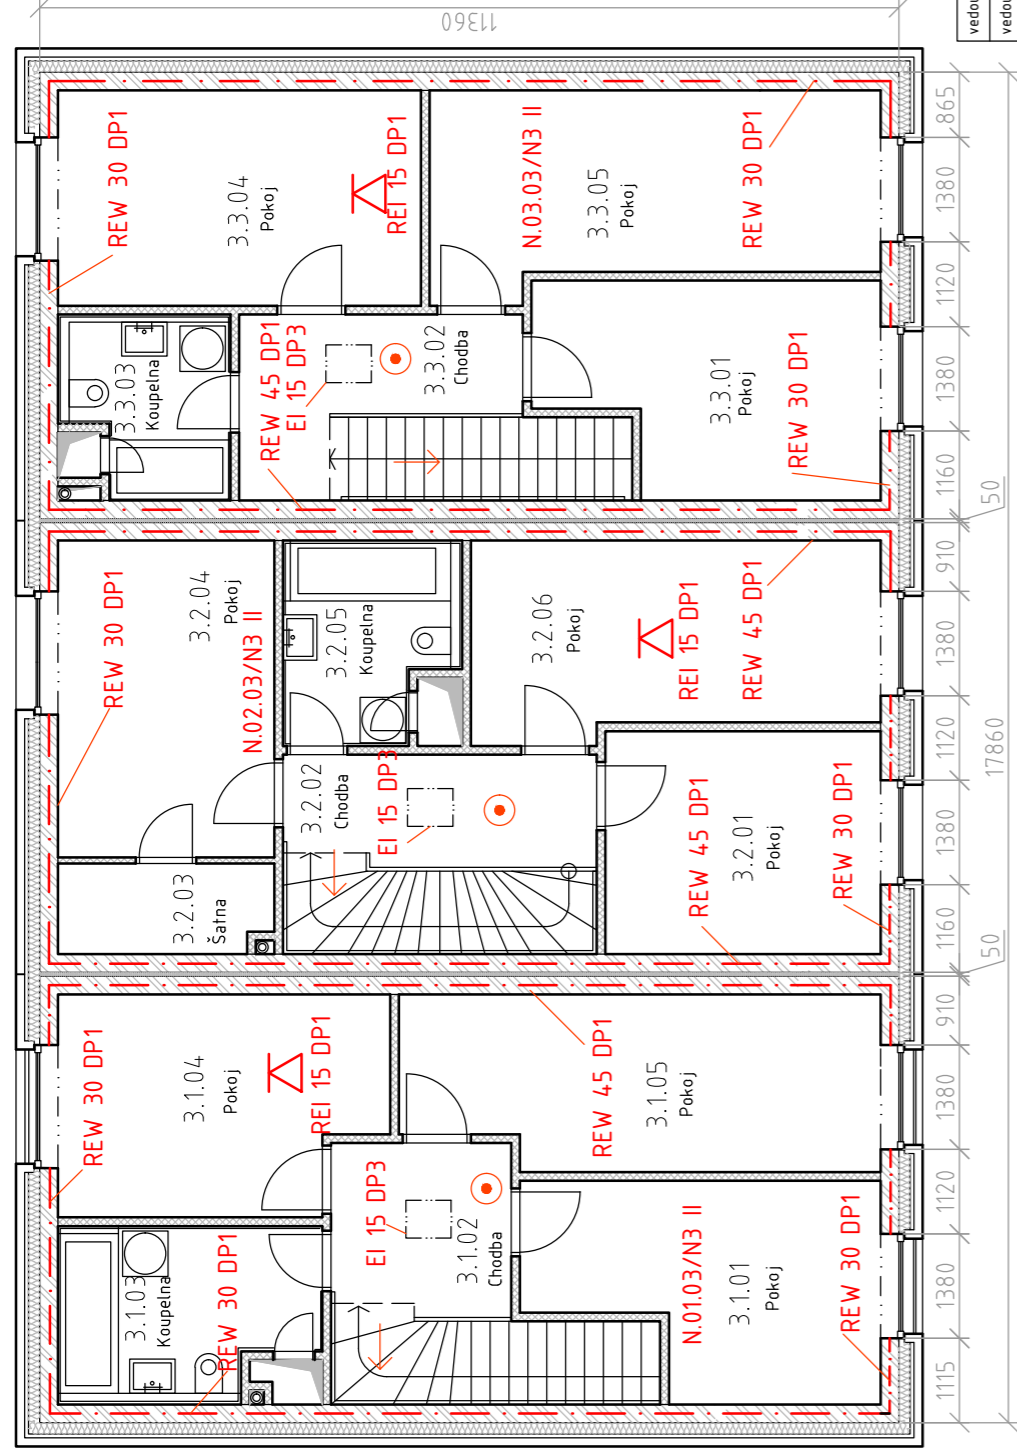 11360
vedou
vedou
REW 30 DP1
3.3.04
Pokoj
REI 15 DP1
N.03.03/N3 II
3.3.05
Pokoj
REW 30 DP1
3.3.03
Koupelna
REW 45 DP1
EI 15 DP3
3.3.02
Chodba
3.3.01
Pokoj
REW 30 DP1
REW 30 DP1
3.2.04
Pokoj
N.02.03/N3 II
3.2.05
Koupelna
3.2.06
Pokoj
REI 15 DP1
REW 45 DP1
3.2.03
Šatna
3.2.02
Chodba
EI 15 DP3
REW 45 DP1
3.2.01
Pokoj
REW 30 DP1
REW 30 DP1
3.1.04
Pokoj
REI 15 DP1
REW 45 DP1
3.1.05
Pokoj
3.1.03
Koupelna
REW 30 DP1
EI 15 DP3
3.1.02
Chodba
N.01.03/N3 II
3.1.01
Pokoj
REW 30 DP1
1115
1380
1120
1380
910
50
1160
1380
1120
1380
910
50
1160
1380
1120
1380
865
17860